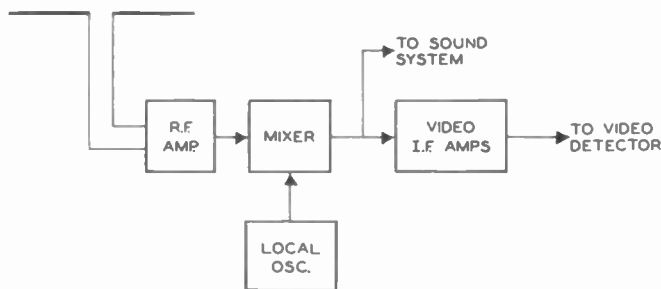 TO SOUND
SYSTEM
R.F.
AMP.
MIXER
VIDEO
I.F. AMPS
TO VIDEO
DETECTOR
LOCAL
OSC.